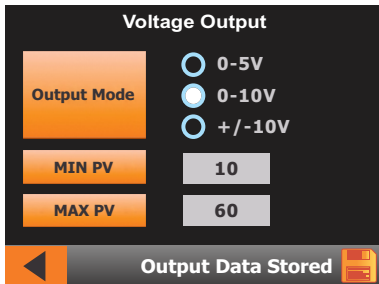 Voltage Output
Output Mode
0-5V
0-10V
+/-10V
MIN PV 10
MAX PV 60
Output Data Stored